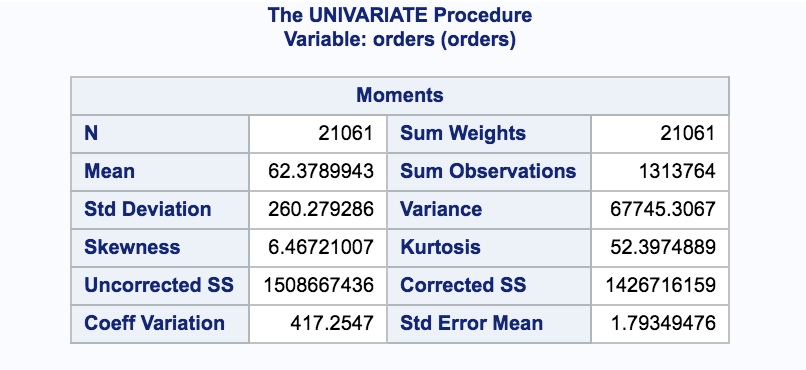 The UNIVARIATE Procedure
Variable: orders (orders)
Moments
N 21061 Sum Weights 21061
Mean 62.3789943 Sum Observations 1313764
Std Deviation 260.279286 Variance 67745.3067
Skewness 6.46721007 Kurtosis 52.3974889
Uncorrected SS 1508667436 Corrected SS 1426716159
Coeff Variation 417.2547 Std Error Mean 1.79349476